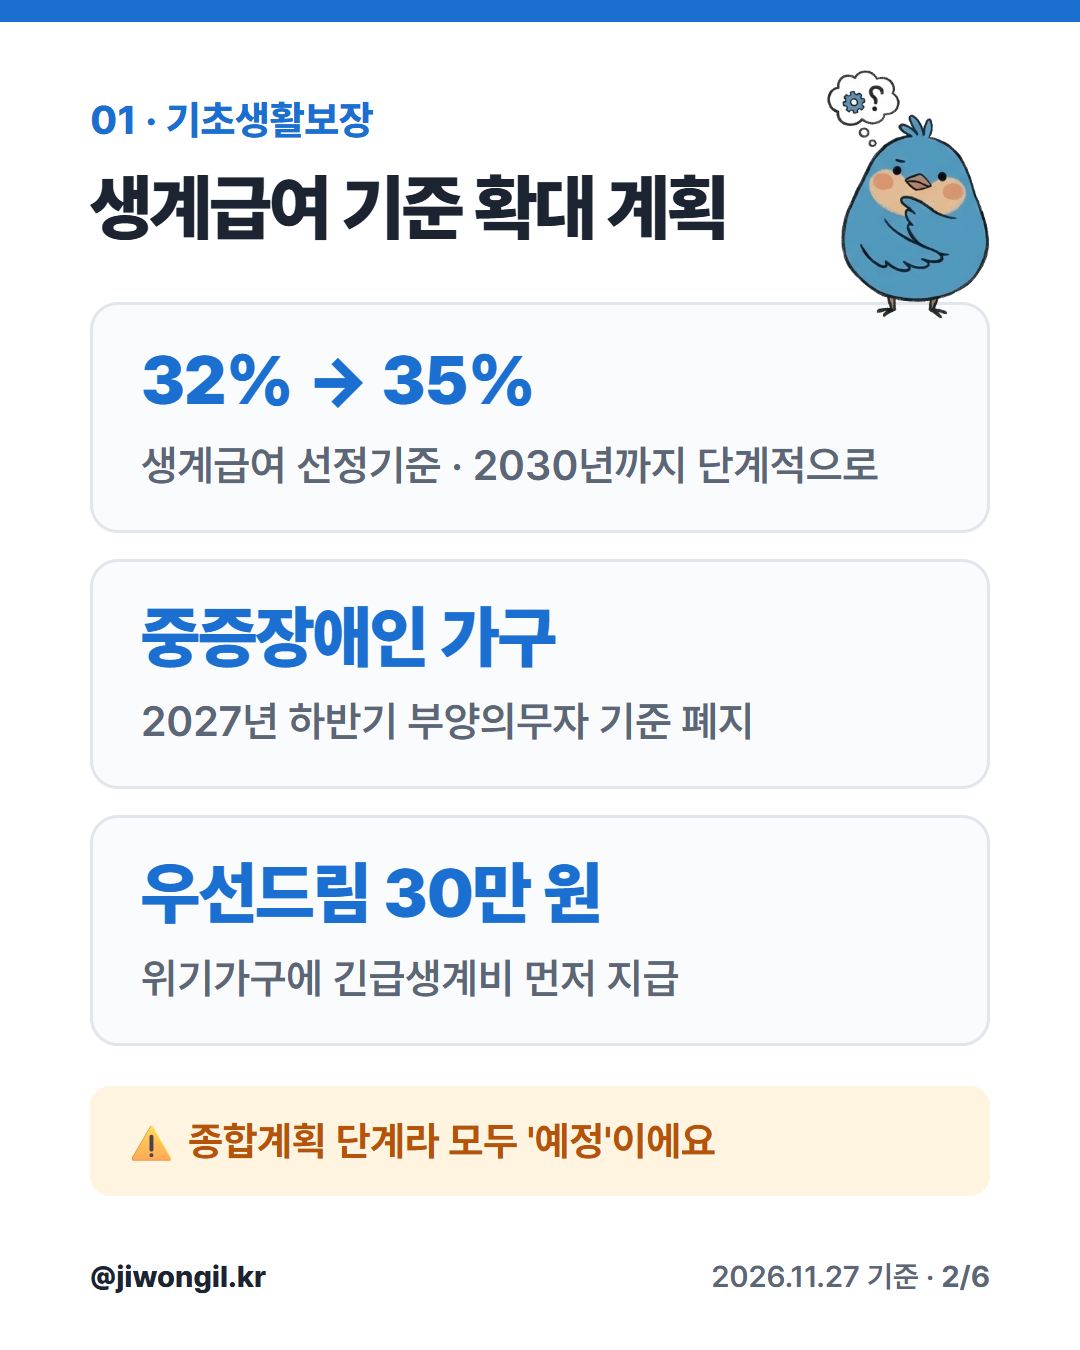 01 · 기초생활보장
생계급여 기준 확대 계획
32% → 35%
생계급여 선정기준 · 2030년까지 단계적으로
중증장애인 가구
2027년 하반기 부양의무자 기준 폐지
우선드림 30만 원
위기가구에 긴급생계비 먼저 지급
⚠️ 종합계획 단계라 모두 '예정'이에요
@jiwongil.kr
2026.11.27 기준 · 2/6